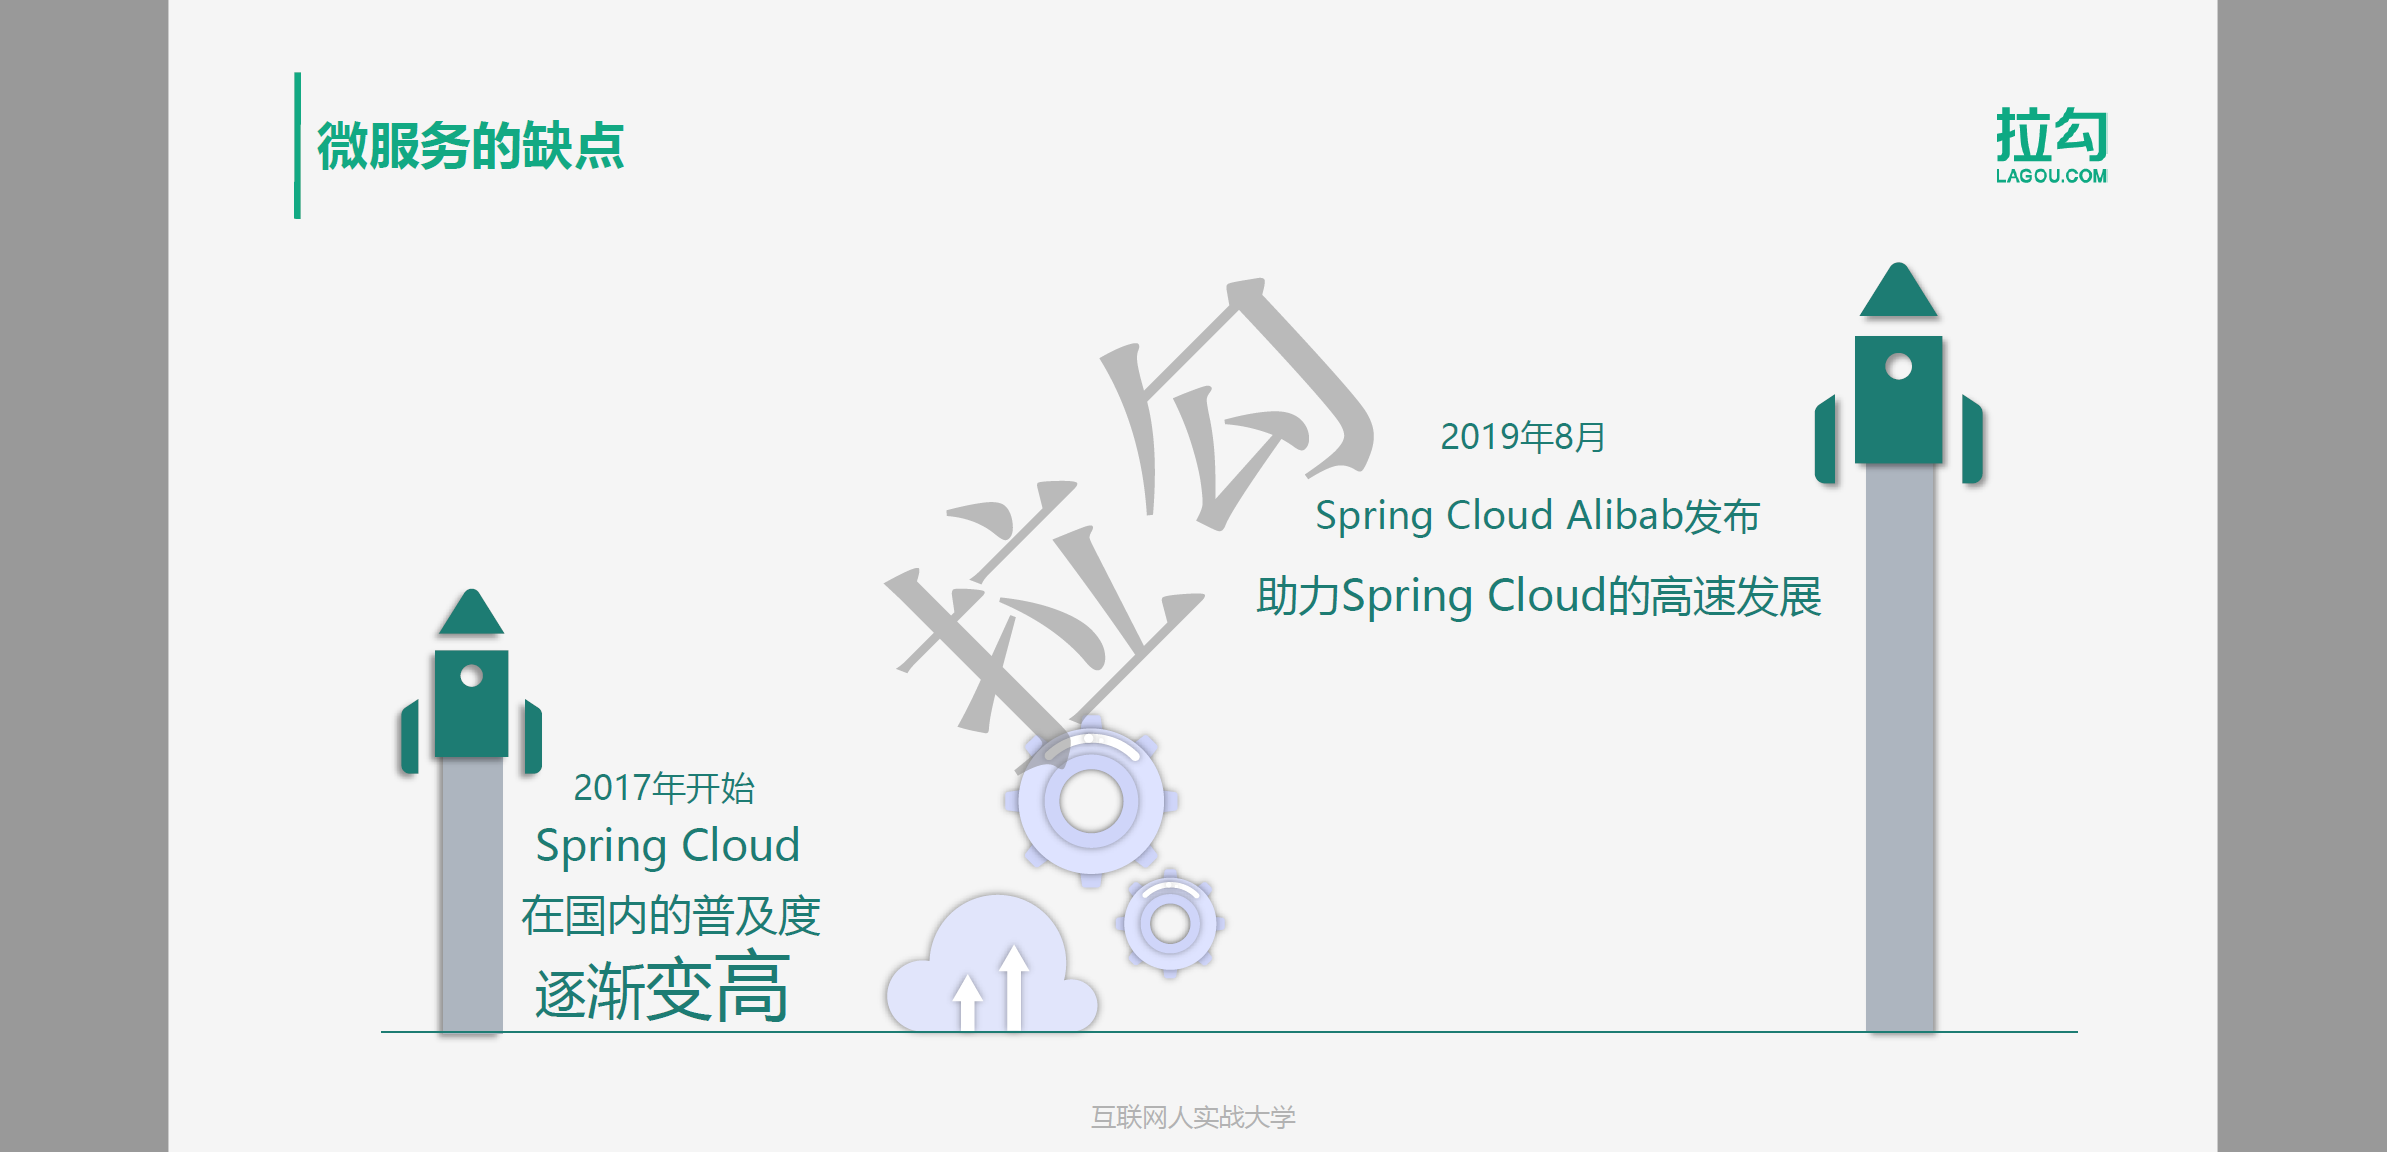 微服务的缺点
拉勾
LAGOU.COM
拉勾
2019年8月
Spring Cloud Alibab发布
助力Spring Cloud的高速发展
2017年开始
Spring Cloud
在国内的普及度
逐渐变高
互联网人实战大学